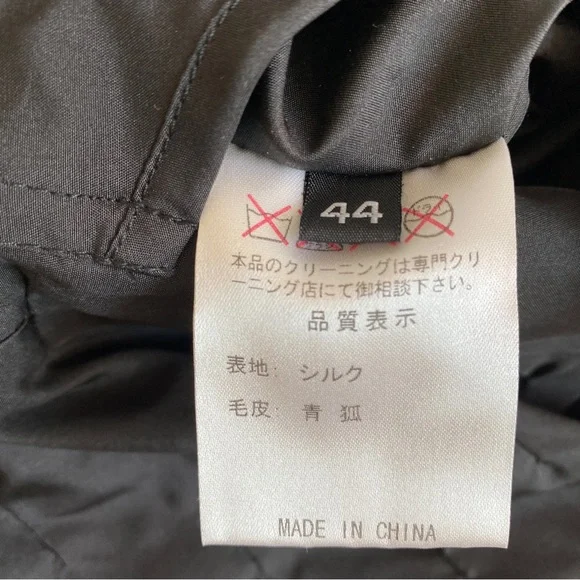 44
本品のクリーニングは専門クリ
ーニング店にて御相談下さい。
品質表示
表地: シルク
毛皮: 青 狐
MADE IN CHINA